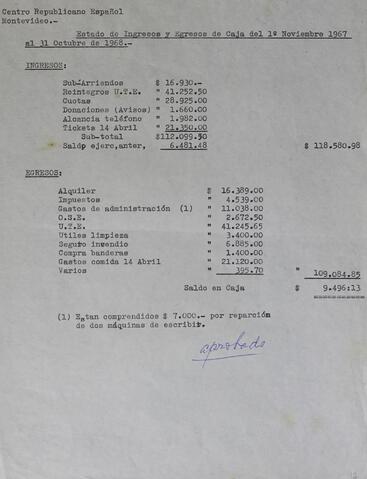 Centro Republicano Español
Montevideo.-
Estado de Ingresos y Egresos de Caja del 1º Noviembre 1967
al 31 Octubre de 1968.-
INGRESOS:
Sub-Arriendos $ 16.930.-
Reintegros U.T.E. " 41.252.50
Cuotas " 28.925.00
Donaciones (Avisos) " 1.660.00
Alcancia teléfono " 1.982.00
Tickets 14 Abril " 21.350.00
Sub-total $112.099.50
Saldo ejerc,anter, 6.481.48 $ 118.580.98
EGRESOS:
Alquiler $ 16.389.00
Impuestos " 4.539.00
Gastos de administración (1) " 11.038.00
O.S.E. " 2.672.50
U.T.E. " 41.245.65
Utiles limpieza " 3.400.00
Seguro incendio " 6.885.00
Compra banderas " 1.400.00
Gastos comida 14 Abril " 21.120.00
Varios " 395.70 " 109.084.85
Saldo en Caja $ 9.496:13
(1) Estan comprendidos $ 7.000.- por reparción
de dos máquinas de escribir.
aprobado